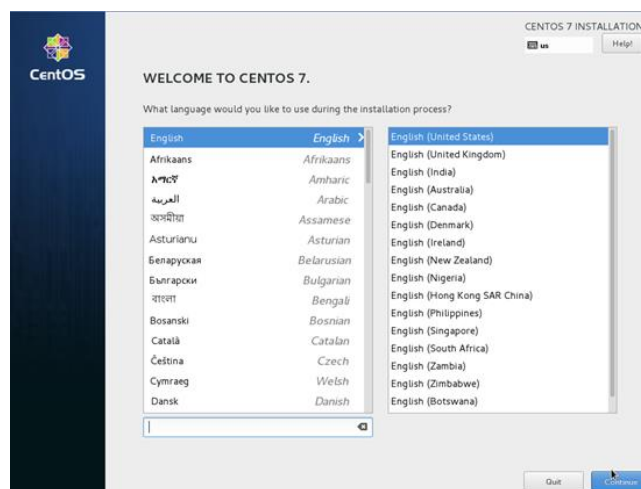 CENTOS 7 INSTALLATION
us
Help!
CentOS
WELCOME TO CENTOS 7.
What language would you like to use during the installation process?
English English
Afrikaans Afrikaans
አማርኛ Amharic
العربية Arabic
অসমীয়া Assamese
Asturianu Asturian
Беларуская Belarusian
Български Bulgarian
বাংলা Bengali
Bosanski Bosnian
Català Catalan
Čeština Czech
Cymraeg Welsh
Dansk Danish
English (United States)
English (United Kingdom)
English (India)
English (Australia)
English (Canada)
English (Denmark)
English (Ireland)
English (New Zealand)
English (Nigeria)
English (Hong Kong SAR China)
English (Philippines)
English (Singapore)
English (South Africa)
English (Zambia)
English (Zimbabwe)
English (Botswana)
Quit
Continue